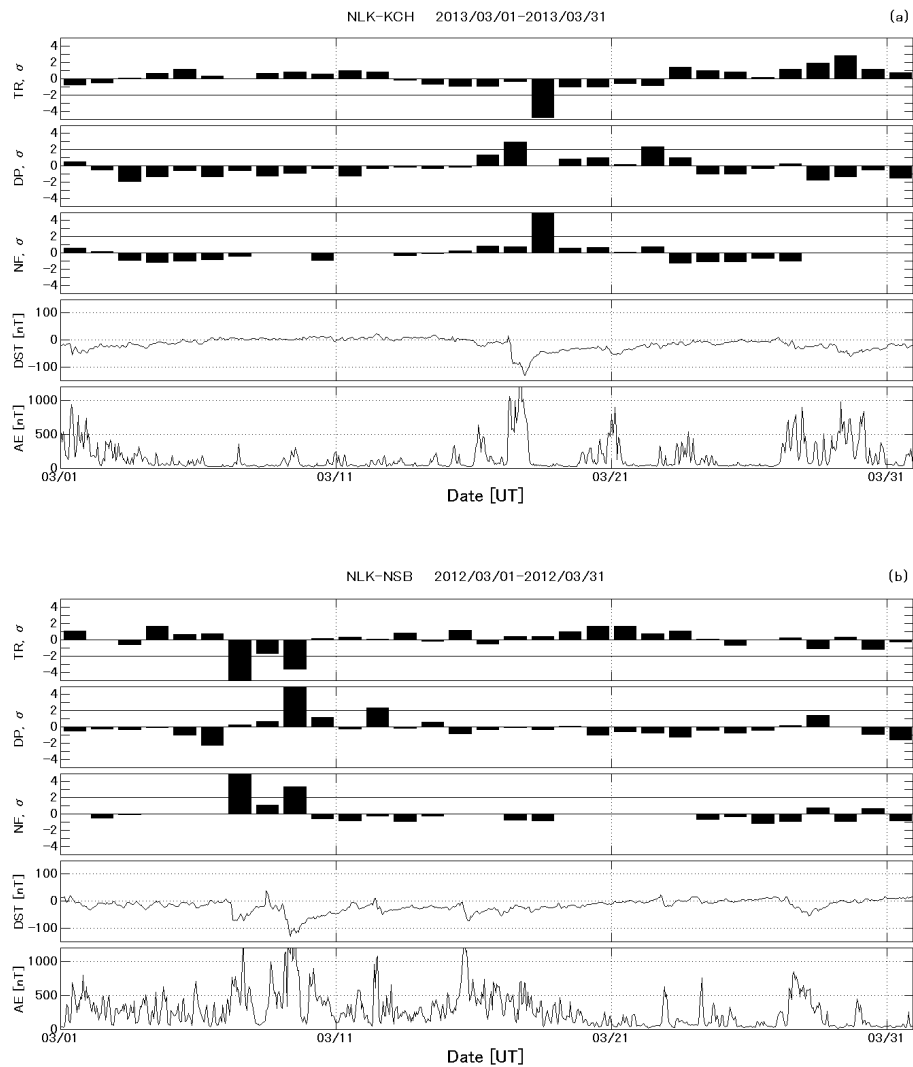 NLK-KCH 2013/03/01-2013/03/31 (a)
TR, σ
4
2
0
-2
-4
DP, σ
4
2
0
-2
-4
NF, σ
4
2
0
-2
-4
DST [nT]
100
0
-100
AE [nT]
1000
500
0
03/01 03/11 03/21 03/31
Date [UT]
NLK-NSB 2012/03/01-2012/03/31 (b)
TR, σ
4
2
0
-2
-4
DP, σ
4
2
0
-2
-4
NF, σ
4
2
0
-2
-4
DST [nT]
100
0
-100
AE [nT]
1000
500
0
03/01 03/11 03/21 03/31
Date [UT]